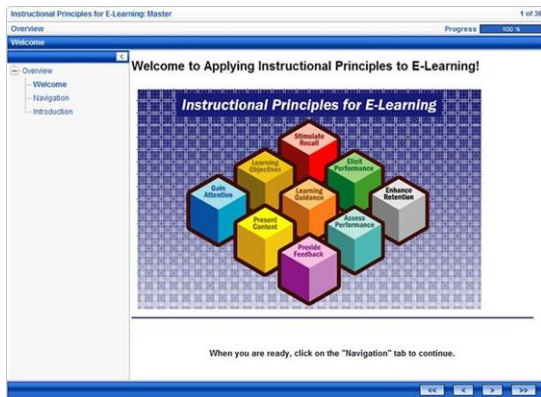 Instructional Principles for E-Learning: Master
1 of 36
Overview
Progress
100 %
Welcome
<
Overview
Welcome
Navigation
Introduction
Welcome to Applying Instructional Principles to E-Learning!
Instructional Principles for E-Learning
Stimulate
Recall
Learning
Objectives
Elicit
Performance
Gain
Attention
Learning
Guidance
Enhance
Retention
Present
Content
Assess
Performance
Provide
Feedback
When you are ready, click on the "Navigation" tab to continue.
<<
<
>
>>